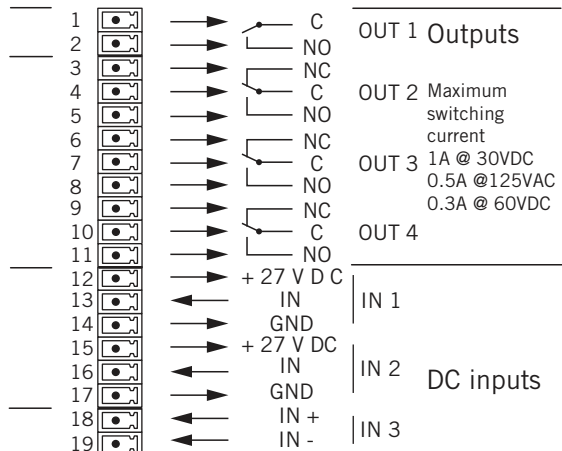 1 C OUT 1 Outputs
2 NO
3 NC
4 C OUT 2 Maximum
switching
5 NO
current
6 NC
7 C OUT 3 1A @ 30VDC
8 NO 0.5A @125VAC
9 NC 0.3A @ 60VDC
10 C OUT 4
11 NO
12 + 27 V D C
13 IN IN 1
14 GND
15 + 27 V DC
16 IN IN 2 DC inputs
17 GND
18 IN + IN 3
19 IN -